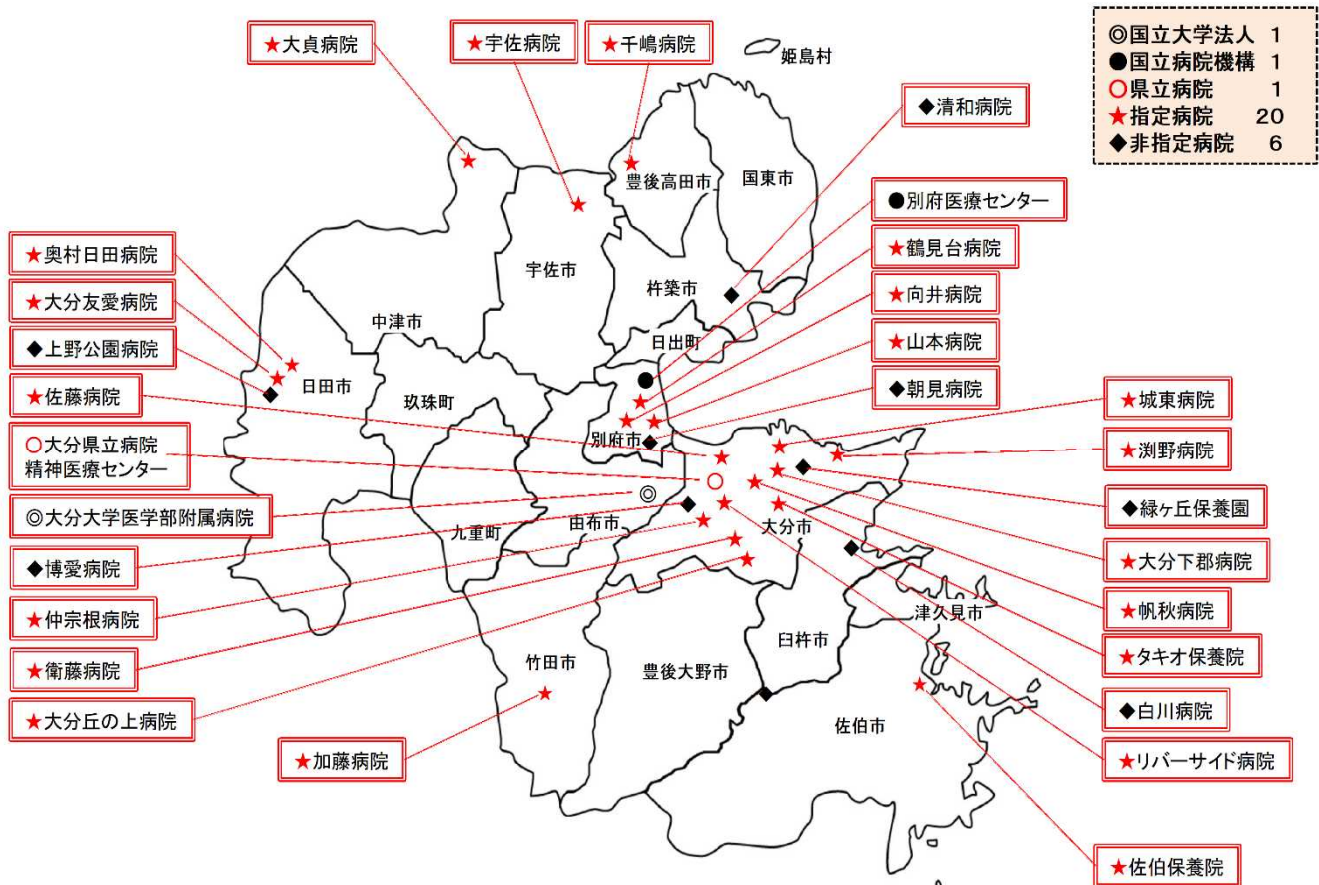 ★大貞病院
★宇佐病院
★千嶋病院
姫島村
◎国立大学法人 1
●国立病院機構 1
○県立病院 1
★指定病院 20
◆非指定病院 6
◆清和病院
豊後高田市
国東市
●別府医療センター
★鶴見台病院
★奥村日田病院
★大分友愛病院
◆上野公園病院
★佐藤病院
○大分県立病院
精神医療センター
◎大分大学医学部附属病院
◆博愛病院
★仲宗根病院
★衛藤病院
★大分丘の上病院
宇佐市
杵築市
★向井病院
中津市
日出町
★山本病院
日田市
玖珠町
◆朝見病院
別府市
★城東病院
★渕野病院
◆緑ヶ丘保養園
★大分下郡病院
★帆秋病院
★タキオ保養院
◆白川病院
★リバーサイド病院
九重町
由布市
大分市
津久見市
臼杵市
竹田市
豊後大野市
佐伯市
★加藤病院
★佐伯保養院